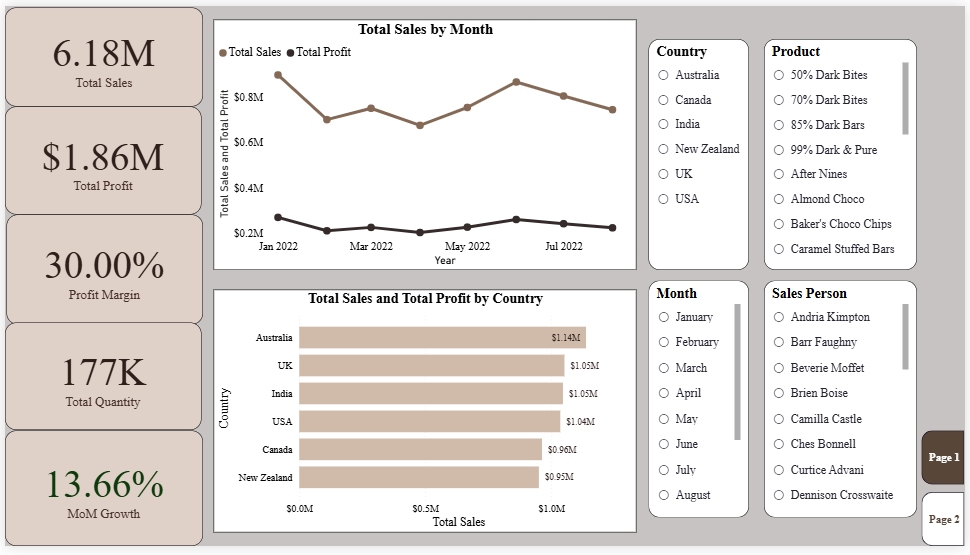 6.18M
Total Sales
$1.86M
Total Profit
30.00%
Profit Margin
177K
Total Quantity
13.66%
MoM Growth
Total Sales by Month
Total Sales Total Profit
Total Sales and Total Profit
$0.8M
$0.6M
$0.4M
$0.2M
Jan 2022 Mar 2022 May 2022 Jul 2022
Year
Total Sales and Total Profit by Country
Country
Australia $1.14M
UK $1.05M
India $1.05M
USA $1.04M
Canada $0.96M
New Zealand $0.95M
$0.0M $0.5M $1.0M
Total Sales
Country
Australia
Canada
India
New Zealand
UK
USA
Product
50% Dark Bites
70% Dark Bites
85% Dark Bars
99% Dark & Pure
After Nines
Almond Choco
Baker's Choco Chips
Caramel Stuffed Bars
Month
January
February
March
April
May
June
July
August
Sales Person
Andria Kimpton
Barr Faughny
Beverie Moffet
Brien Boise
Camilla Castle
Ches Bonnell
Curtice Advani
Dennison Crosswaite
Page 1
Page 2